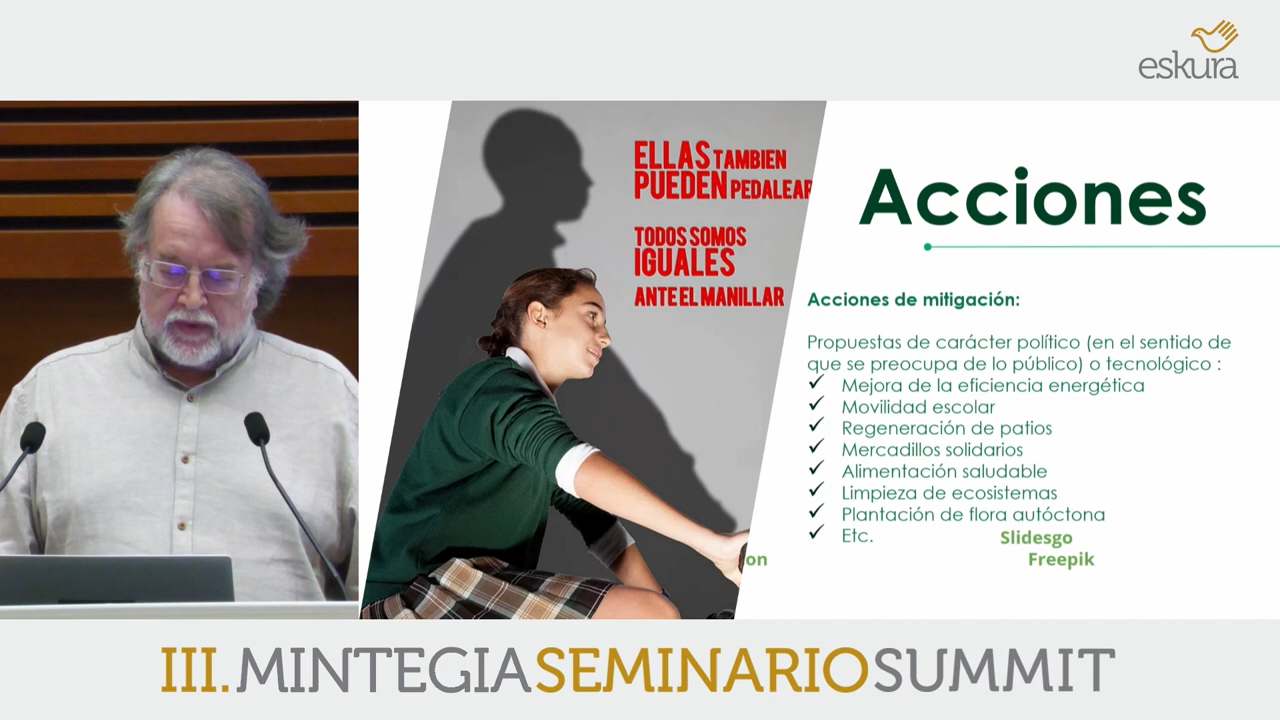 eskura
ELLAS TAMBIEN
PUEDEN PEDALEAR
TODOS SOMOS
IGUALES
ANTE EL MANILLAR
Acciones
Acciones de mitigación:
Propuestas de carácter político (en el sentido de
que se preocupa de lo público) o tecnológico :
Mejora de la eficiencia energética
Movilidad escolar
Regeneración de patios
Mercadillos solidarios
Alimentación saludable
Limpieza de ecosistemas
Plantación de flora autóctona
Etc.
Slidesgo
on
Freepik
III. MINTEGIA SEMINARIO SUMMIT